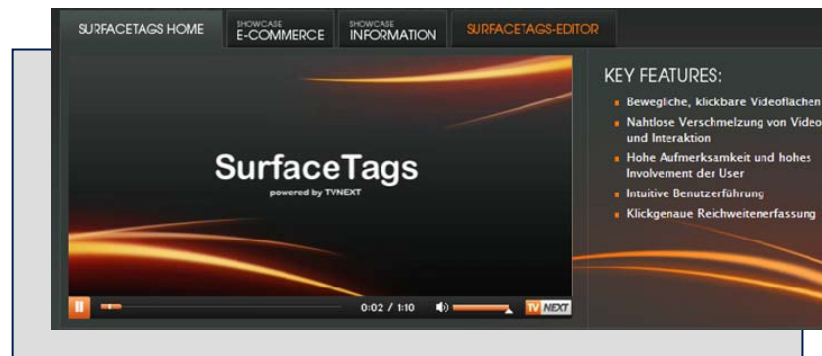 SURFACETAGS HOME
SHOWCASE
E-COMMERCE
SHOWCASE
INFORMATION
SURFACETAGS-EDITOR
SurfaceTags
powered by TVNEXT
0:02 / 1:10
TV NEXT
KEY FEATURES:
Bewegliche, klickbare Videoflächen
Nahtlose Verschmelzung von Video
und Interaktion
Hohe Aufmerksamkeit und hohes
Involvement der User
Intuitive Benutzerführung
Klickgenaue Reichweitenerfassung